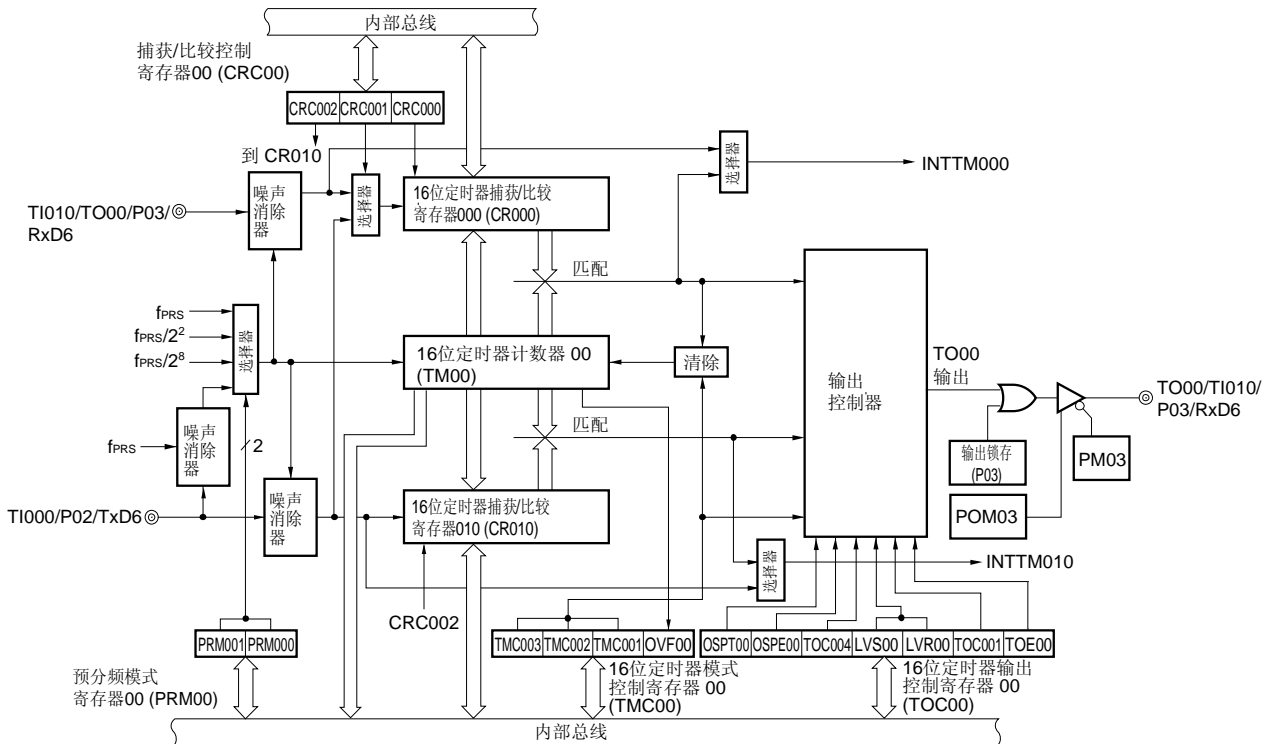 内部总线
捕获/比较控制
寄存器00 (CRC00)
CRC002 CRC001 CRC000
到 CR010
选择器
INTTM000
噪声
消除
器
选择器
16位定时器捕获/比较
寄存器000 (CR000)
TI010/TO00/P03/
RxD6
匹配
fPRS
fPRS/2²
fPRS/2⁸
选择器
16位定时器计数器 00
(TM00)
清除
输出
控制器
TO00
输出
TO00/TI010/
P03/RxD6
fPRS
噪声
消除
器
2
匹配
输出锁存
(P03)
PM03
TI000/P02/TxD6
噪声
消除
器
16位定时器捕获/比较
寄存器010 (CR010)
POM03
选择器
INTTM010
CRC002
PRM001 PRM000
TMC003 TMC002 TMC001 OVF00
OSPT00 OSPE00 TOC004 LVS00 LVR00 TOC001 TOE00
预分频模式
寄存器00 (PRM00)
16位定时器模式
控制寄存器 00
(TMC00)
16位定时器输出
控制寄存器 00
(TOC00)
内部总线